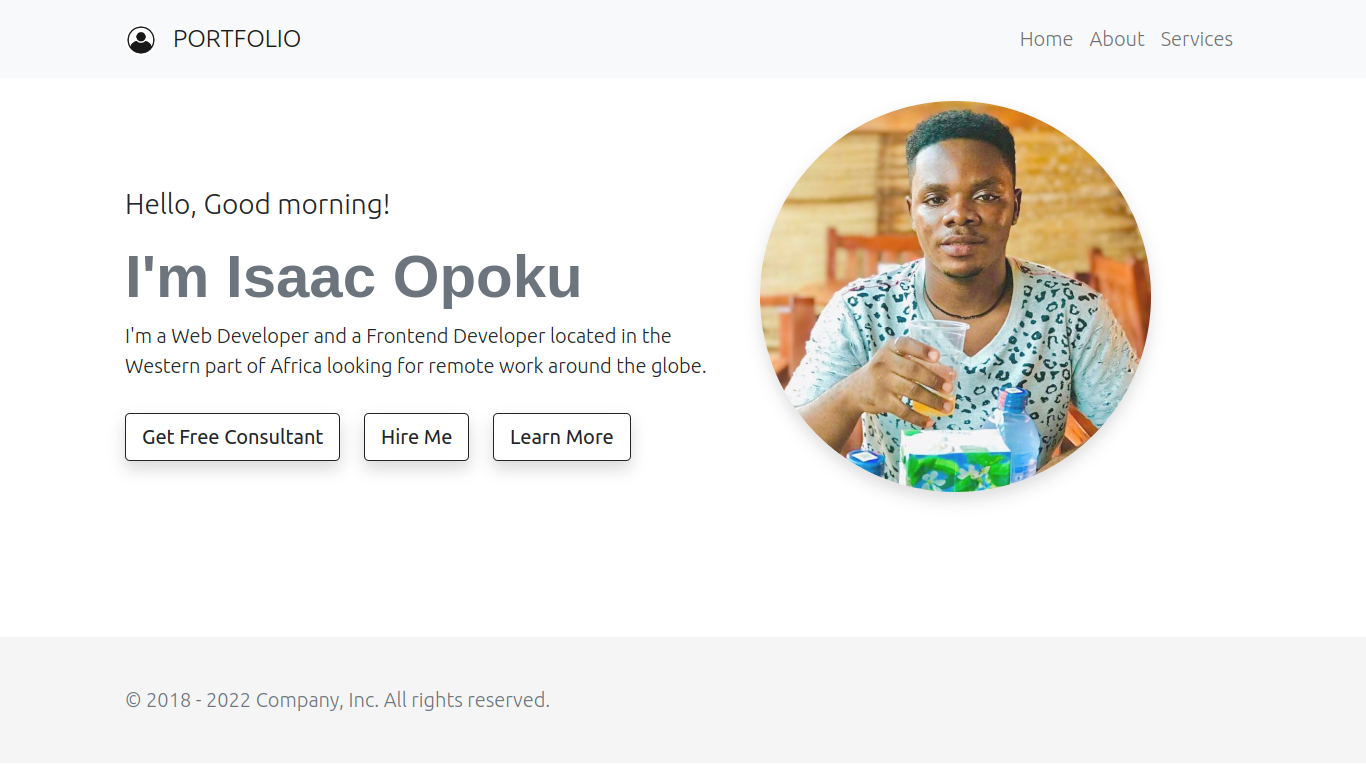 PORTFOLIO
Home About Services
Hello, Good morning!
I'm Isaac Opoku
I'm a Web Developer and a Frontend Developer located in the
Western part of Africa looking for remote work around the globe.
Get Free Consultant Hire Me Learn More
© 2018 - 2022 Company, Inc. All rights reserved.